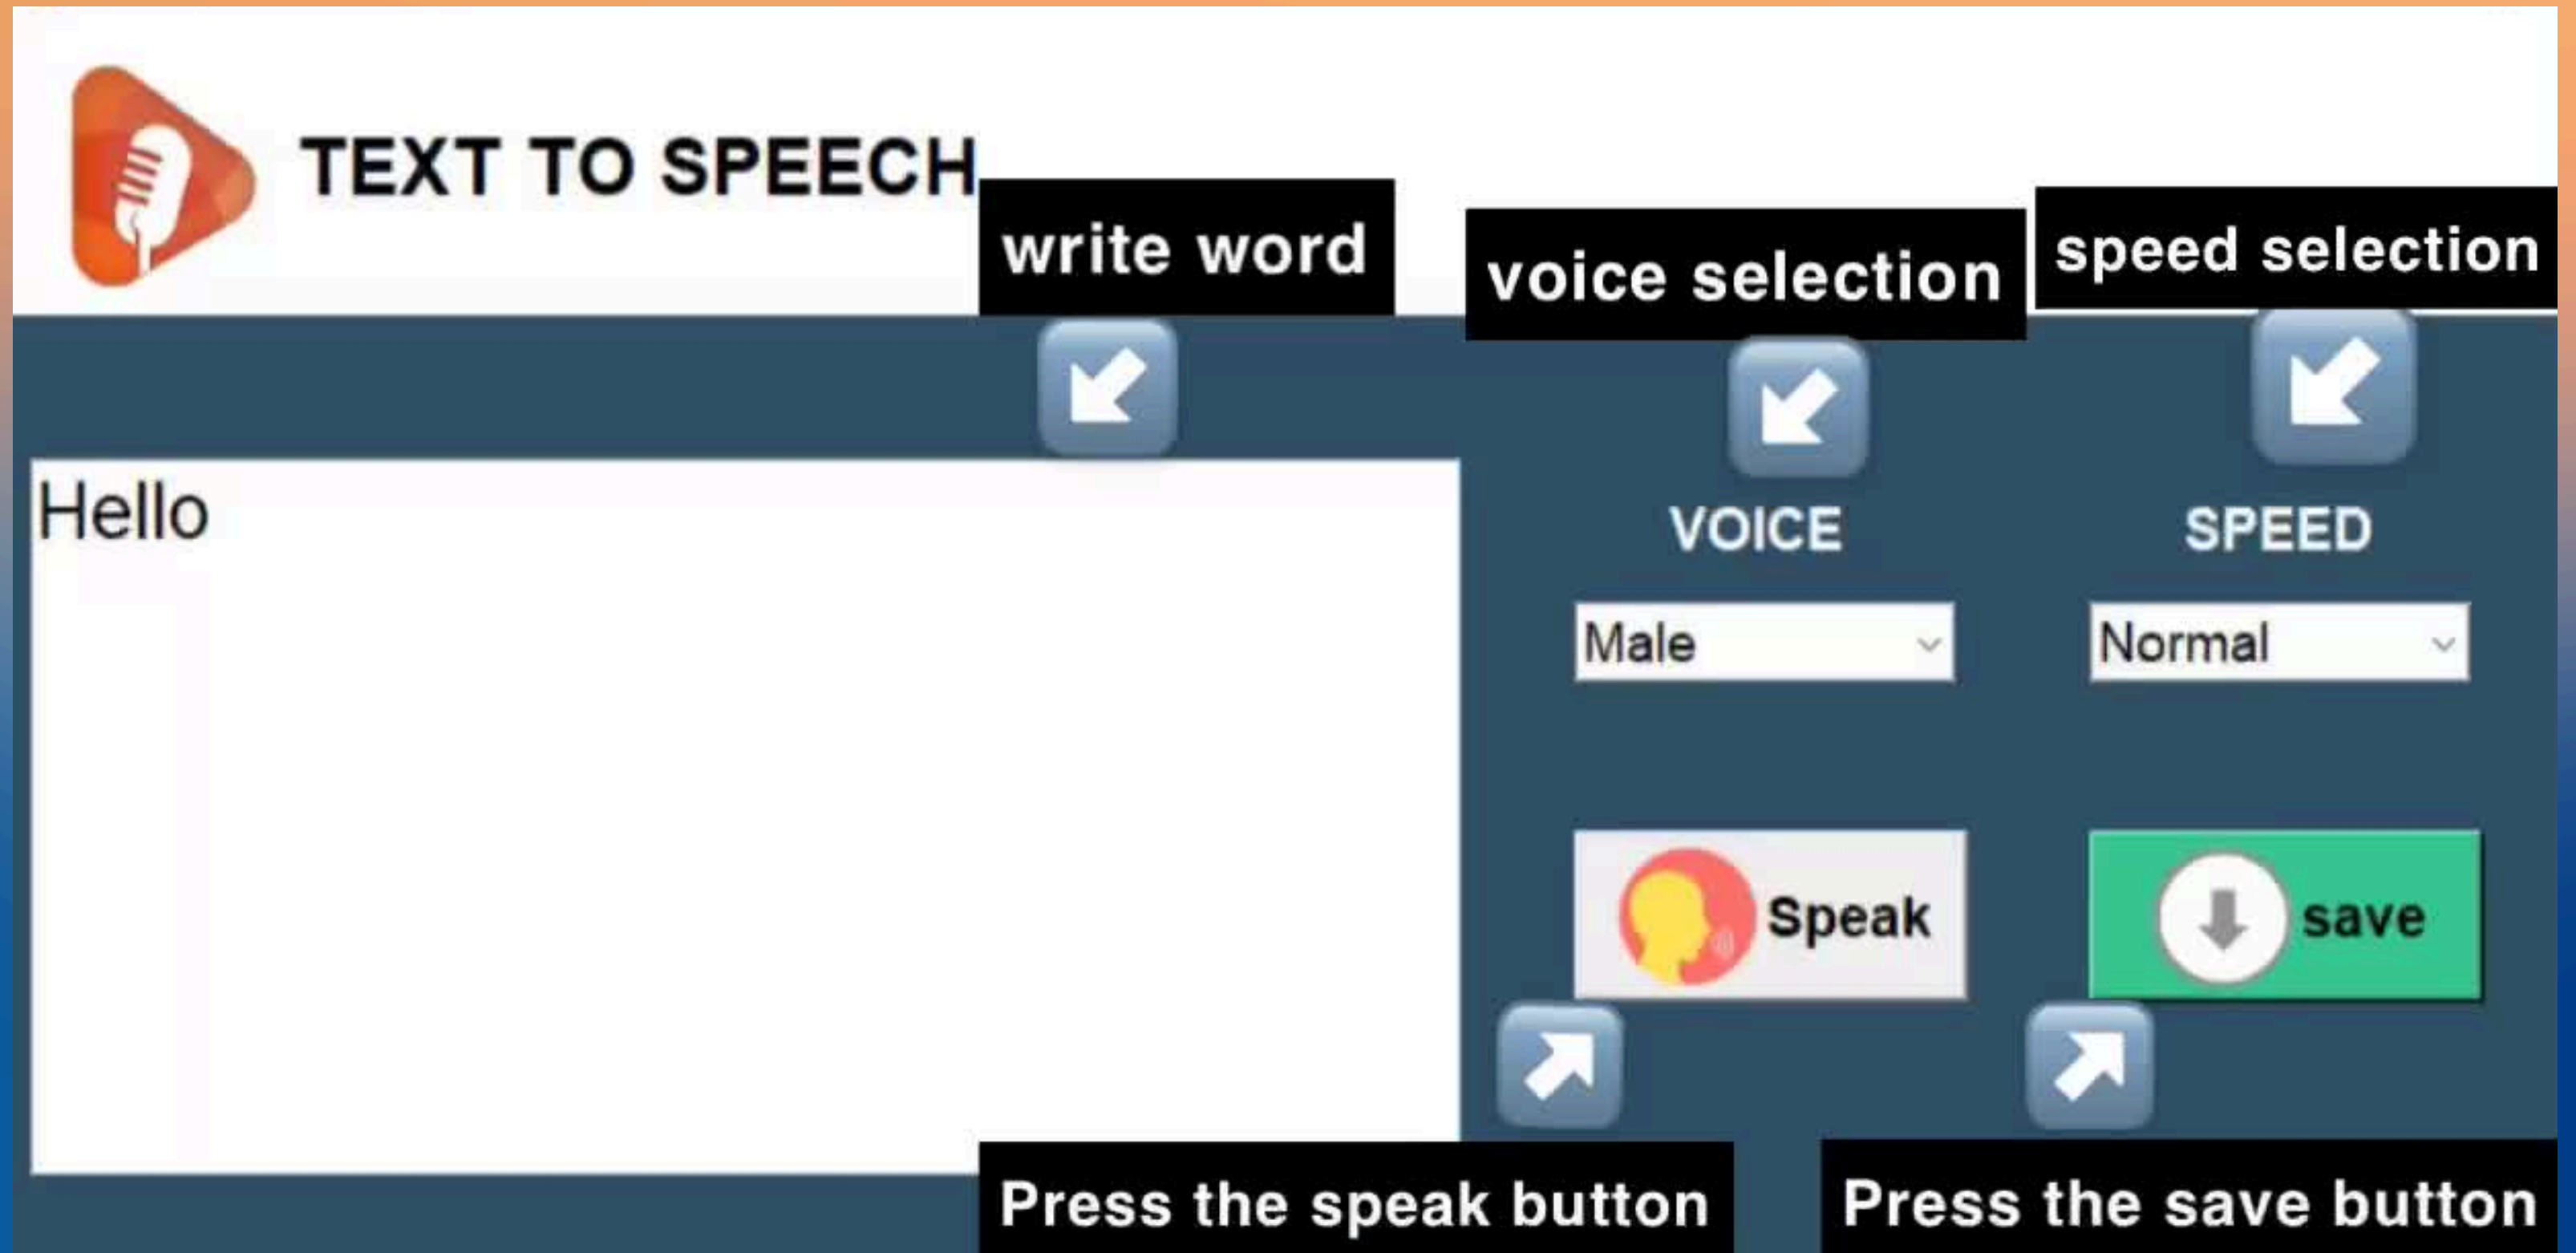 TEXT TO SPEECH
write word
voice selection
speed selection
Hello
VOICE
SPEED
Male
Normal
Speak
save
Press the speak button
Press the save button